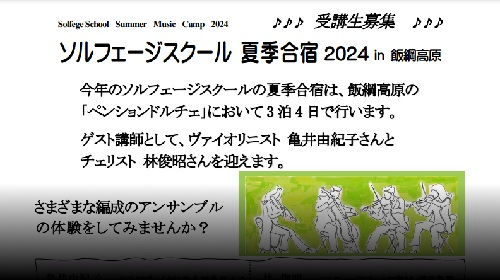 Solfege School Summer Music Camp 2024
♪♪♪ 受講生募集 ♪♪♪
ソルフェージスクール 夏季合宿 2024 in 飯綱高原
今年のソルフェージスクールの夏季合宿は、飯綱高原の
「ペンションドルチェ」において3泊4日で行います。
ゲスト講師として、ヴァイオリニスト 亀井由紀子さんと
チェリスト 林俊昭さんを迎えます。
さまざまな編成のアンサンブル
の体験をしてみませんか？